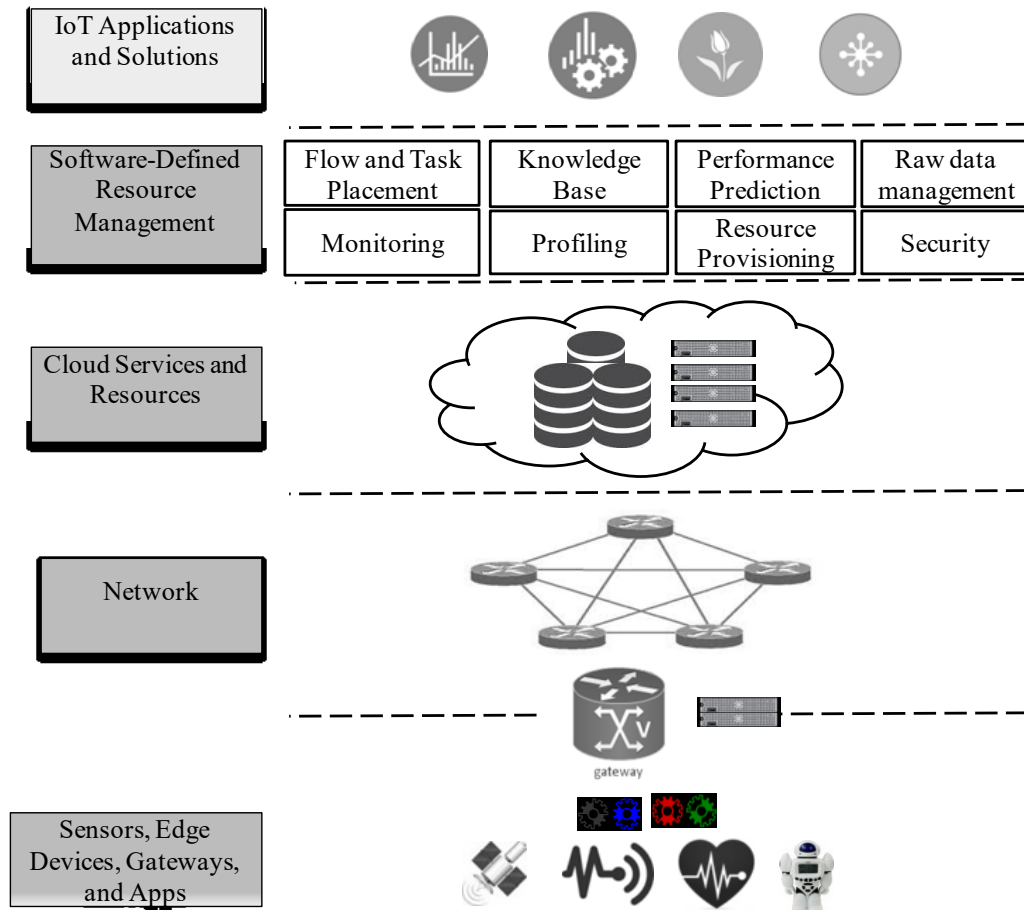 IoT Applications
and Solutions
Software-Defined
Resource
Management
Flow and Task
Placement
Knowledge
Base
Performance
Prediction
Raw data
management
Monitoring
Profiling
Resource
Provisioning
Security
Cloud Services and
Resources
Network
V
gateway
Sensors, Edge
Devices, Gateways,
and Apps